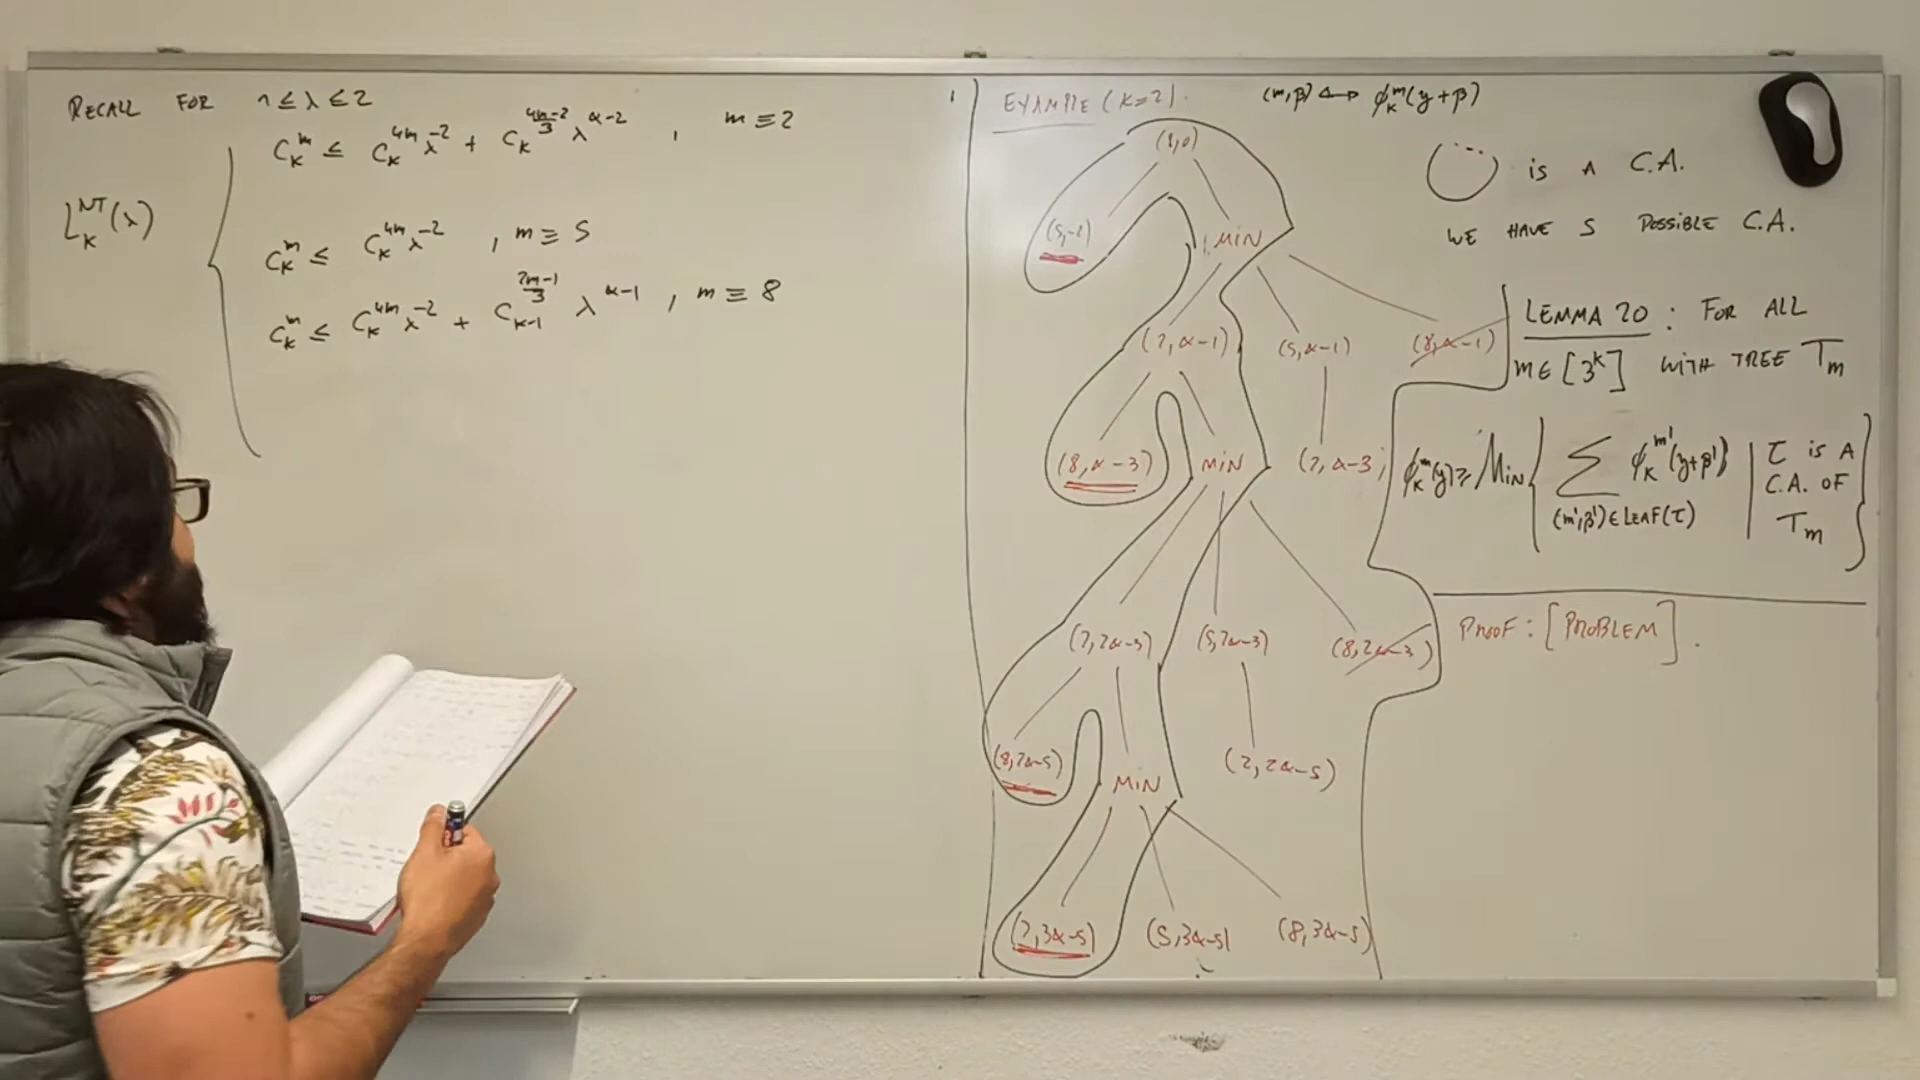 RECALL FOR 1 ≤ λ ≤ 2
L_K^{NT}(λ)
C_K^m ≤ C_K^{4m} λ^{-2} + C_K^{\frac{4m-2}{3}} λ^{α-2} , m ≡ 2
C_K^m ≤ C_K^{4m} λ^{-2} , m ≡ 5
C_K^m ≤ C_K^{4m} λ^{-2} + C_{K-1}^{\frac{2m-1}{3}} λ^{α-1} , m ≡ 8
EXAMPLE (K=2).
(m,β) ↔ ϕ_K^m(y+β)
(8,0)
(5,-2) MIN
(2,α-1) (5,α-1) (8,α-1)
(8,α-3) MIN (2,α-3)
(2,2α-3) (5,2α-3) (8,2α-3)
(8,2α-5) MIN (2,2α-5)
(2,3α-5) (5,3α-5) (8,3α-5)
is A C.A.
WE HAVE 5 POSSIBLE C.A.
LEMMA 20 : FOR ALL
m ∈ [3^K] WITH TREE T_m
ϕ_K^m(y) ≥ MIN { Σ_{(m',β') ∈ LEAF(τ)} ϕ_K^{m'}(y+β') | τ is A C.A. OF T_m }
PROOF : [PROBLEM] .